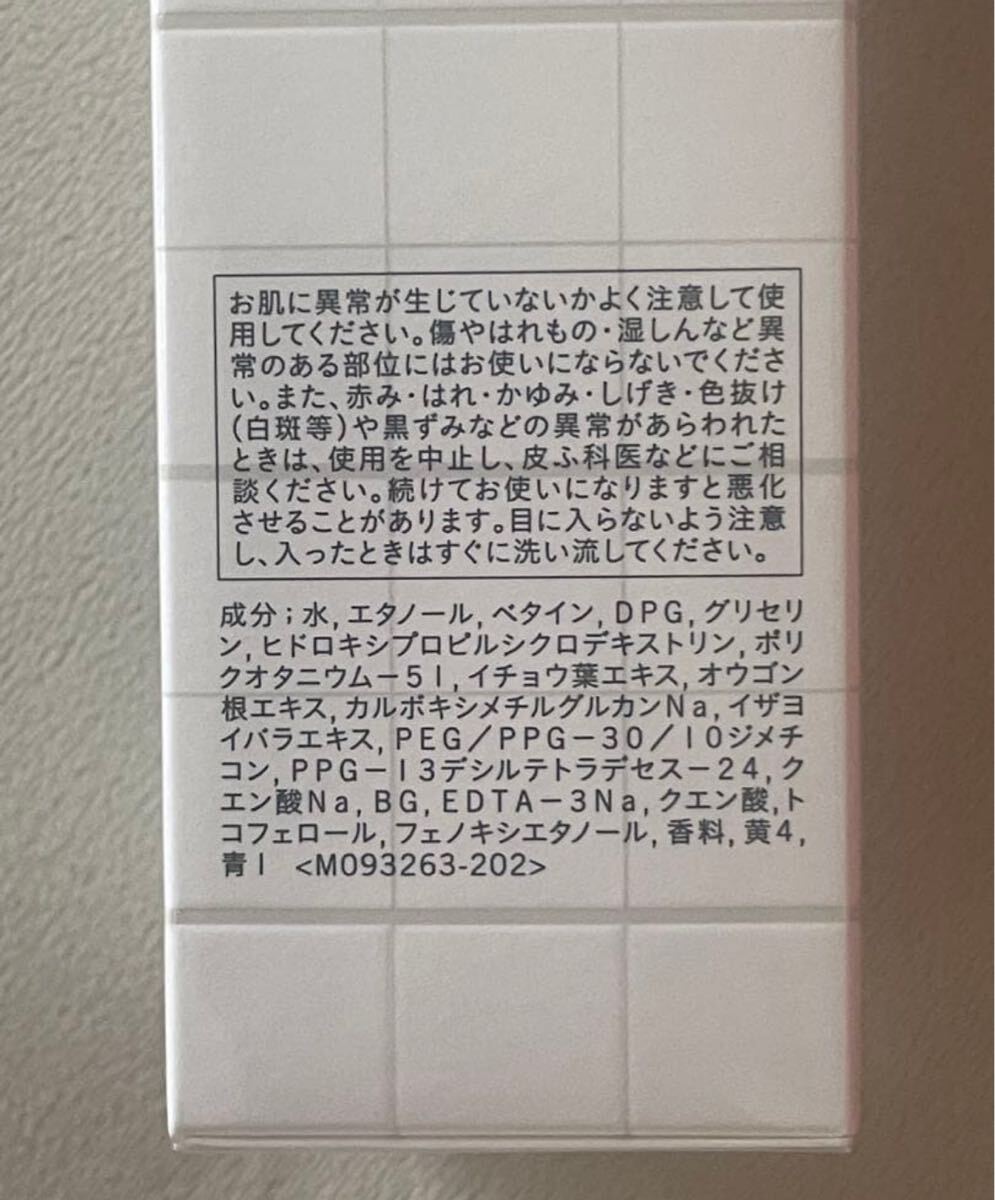 お肌に異常が生じていないかよく注意して使
用してください。傷やはれもの・湿しんなど異
常のある部位にはお使いにならないでくださ
い。また、赤み・はれ・かゆみ・しげき・色抜け
(白斑等)や黒ずみなどの異常があらわれた
ときは、使用を中止し、皮ふ科医などにご相
談ください。続けてお使いになりますと悪化
させることがあります。目に入らないよう注意
し、入ったときはすぐに洗い流してください。
成分;水,エタノール,ベタイン,DPG,グリセリ
ン,ヒドロキシプロピルシクロデキストリン,ポリ
クオタニウム－51,イチョウ葉エキス,オウゴン
根エキス,カルボキシメチルグルカンNa,イザヨ
イバラエキス,PEG/PPG－30/10ジメチ
コン,PPG－13デシルテトラデセス－24,ク
エン酸Na,BG,EDTA－3Na,クエン酸,ト
コフェロール,フェノキシエタノール,香料,黄4,
青1 <M093263-202>